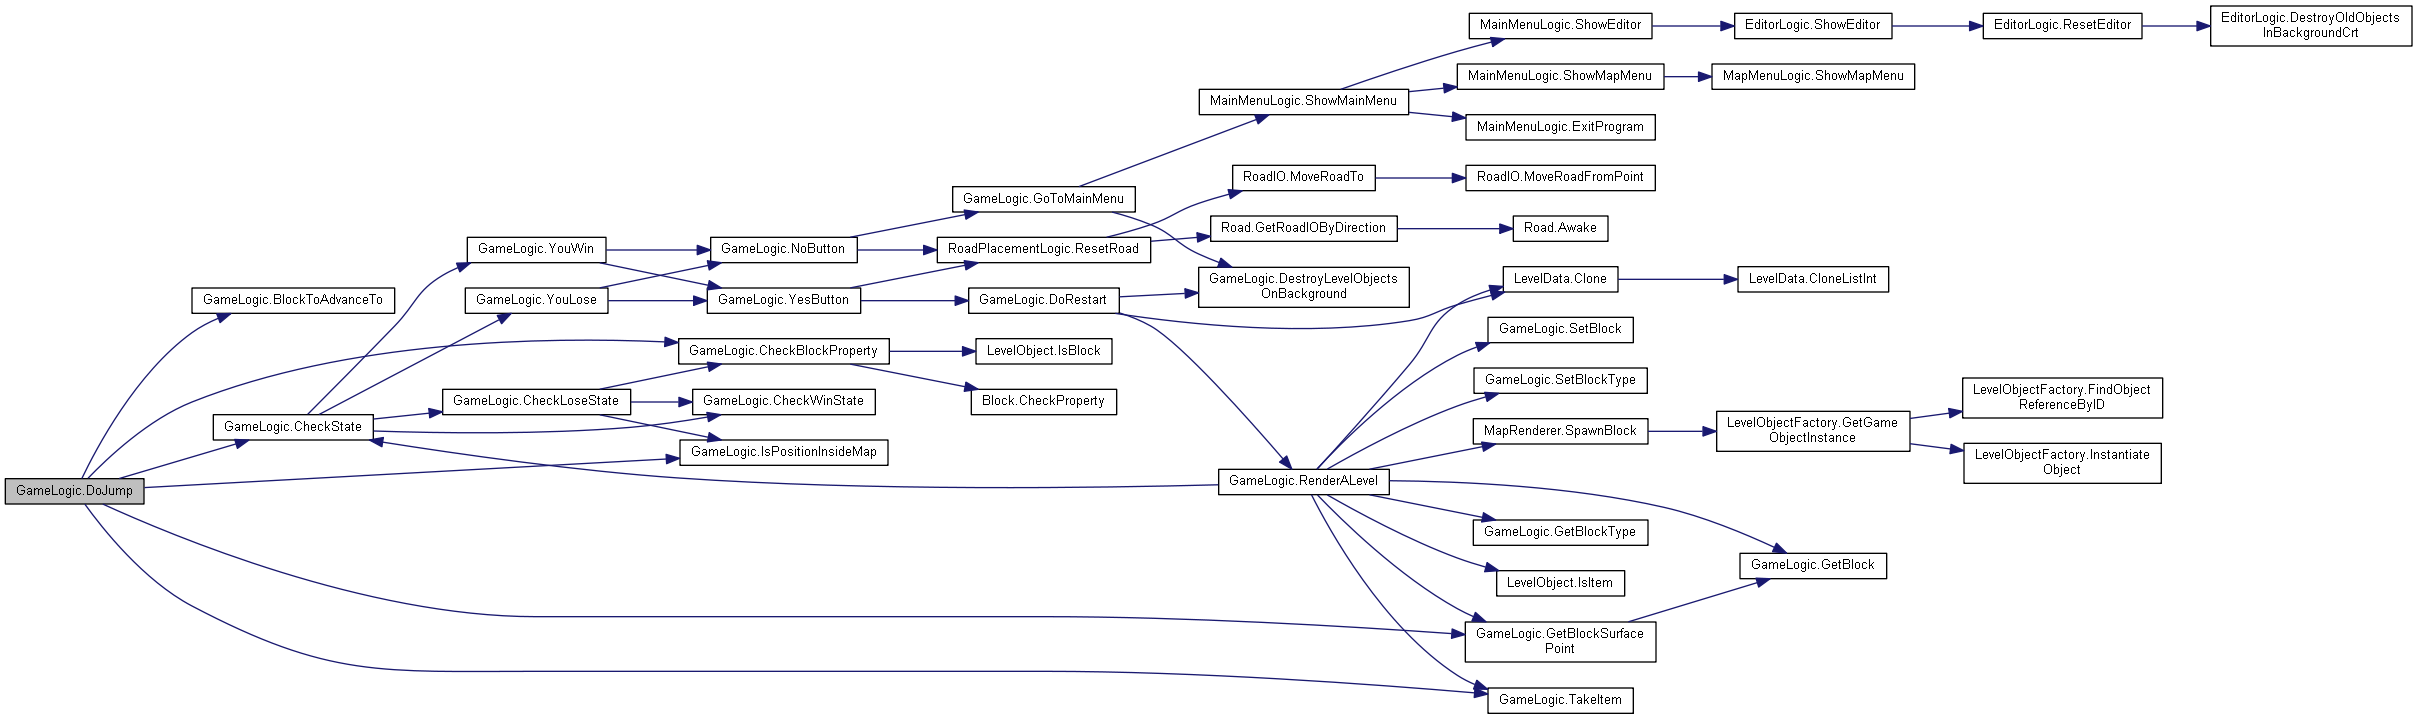 MainMenuLogic.ShowEditor
EditorLogic.ShowEditor
EditorLogic.ResetEditor
EditorLogic.DestroyOldObjects
InBackgroundCrt
MainMenuLogic.ShowMapMenu
MapMenuLogic.ShowMapMenu
MainMenuLogic.ShowMainMenu
MainMenuLogic.ExitProgram
RoadIO.MoveRoadTo
RoadIO.MoveRoadFromPoint
GameLogic.GoToMainMenu
Road.GetRoadIOByDirection
Road.Awake
GameLogic.YouWin
GameLogic.NoButton
RoadPlacementLogic.ResetRoad
GameLogic.DestroyLevelObjects
OnBackground
LevelData.Clone
LevelData.CloneListInt
GameLogic.BlockToAdvanceTo
GameLogic.YouLose
GameLogic.YesButton
GameLogic.DoRestart
GameLogic.SetBlock
GameLogic.CheckBlockProperty
LevelObject.IsBlock
GameLogic.SetBlockType
GameLogic.CheckLoseState
GameLogic.CheckWinState
Block.CheckProperty
LevelObjectFactory.FindObject
ReferenceByID
GameLogic.CheckState
MapRenderer.SpawnBlock
LevelObjectFactory.GetGame
ObjectInstance
GameLogic.IsPositionInsideMap
LevelObjectFactory.Instantiate
Object
GameLogic.DoJump
GameLogic.RenderALevel
GameLogic.GetBlockType
GameLogic.GetBlock
LevelObject.IsItem
GameLogic.GetBlockSurface
Point
GameLogic.TakeItem